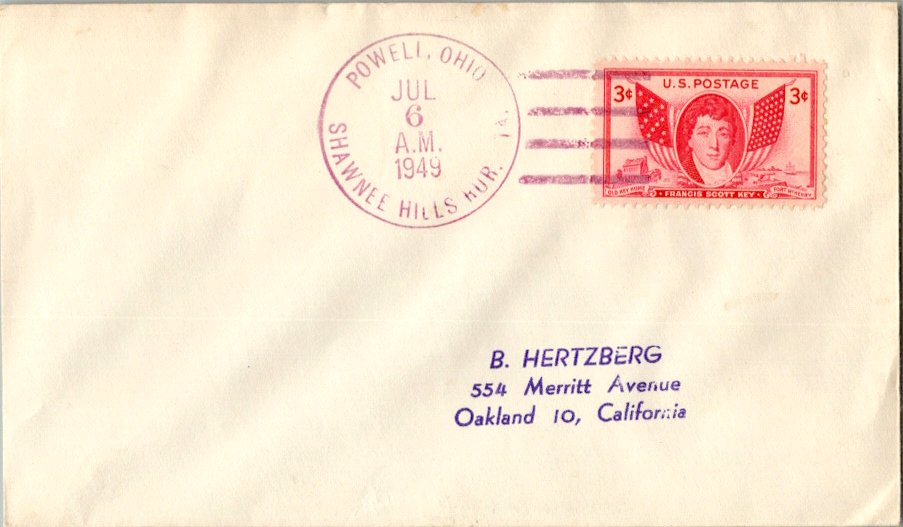 POWELL, OHIO
JUL
6
A.M.
1949
SHAWNEE HILLS RUR. TA.
U.S. POSTAGE
3¢ 3¢
OLD KEY HOME
FRANCIS SCOTT KEY
FORT McHENRY
B. HERTZBERG
554 Merritt Avenue
Oakland 10, California